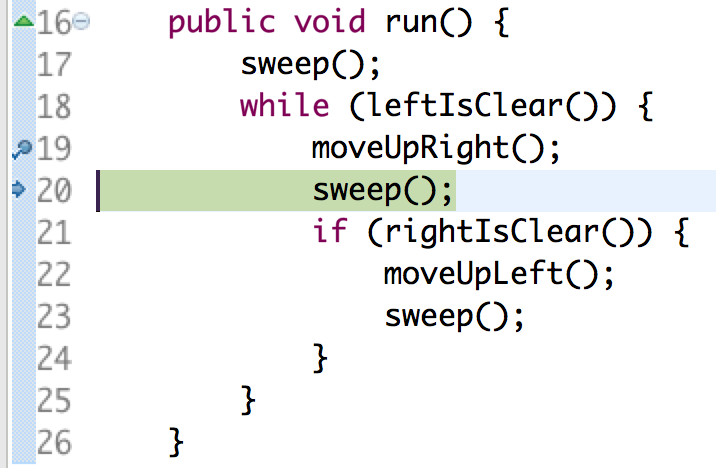 16 public void run() {
17 sweep();
18 while (leftIsClear()) {
19 moveUpRight();
20 sweep();
21 if (rightIsClear()) {
22 moveUpLeft();
23 sweep();
24 }
25 }
26 }